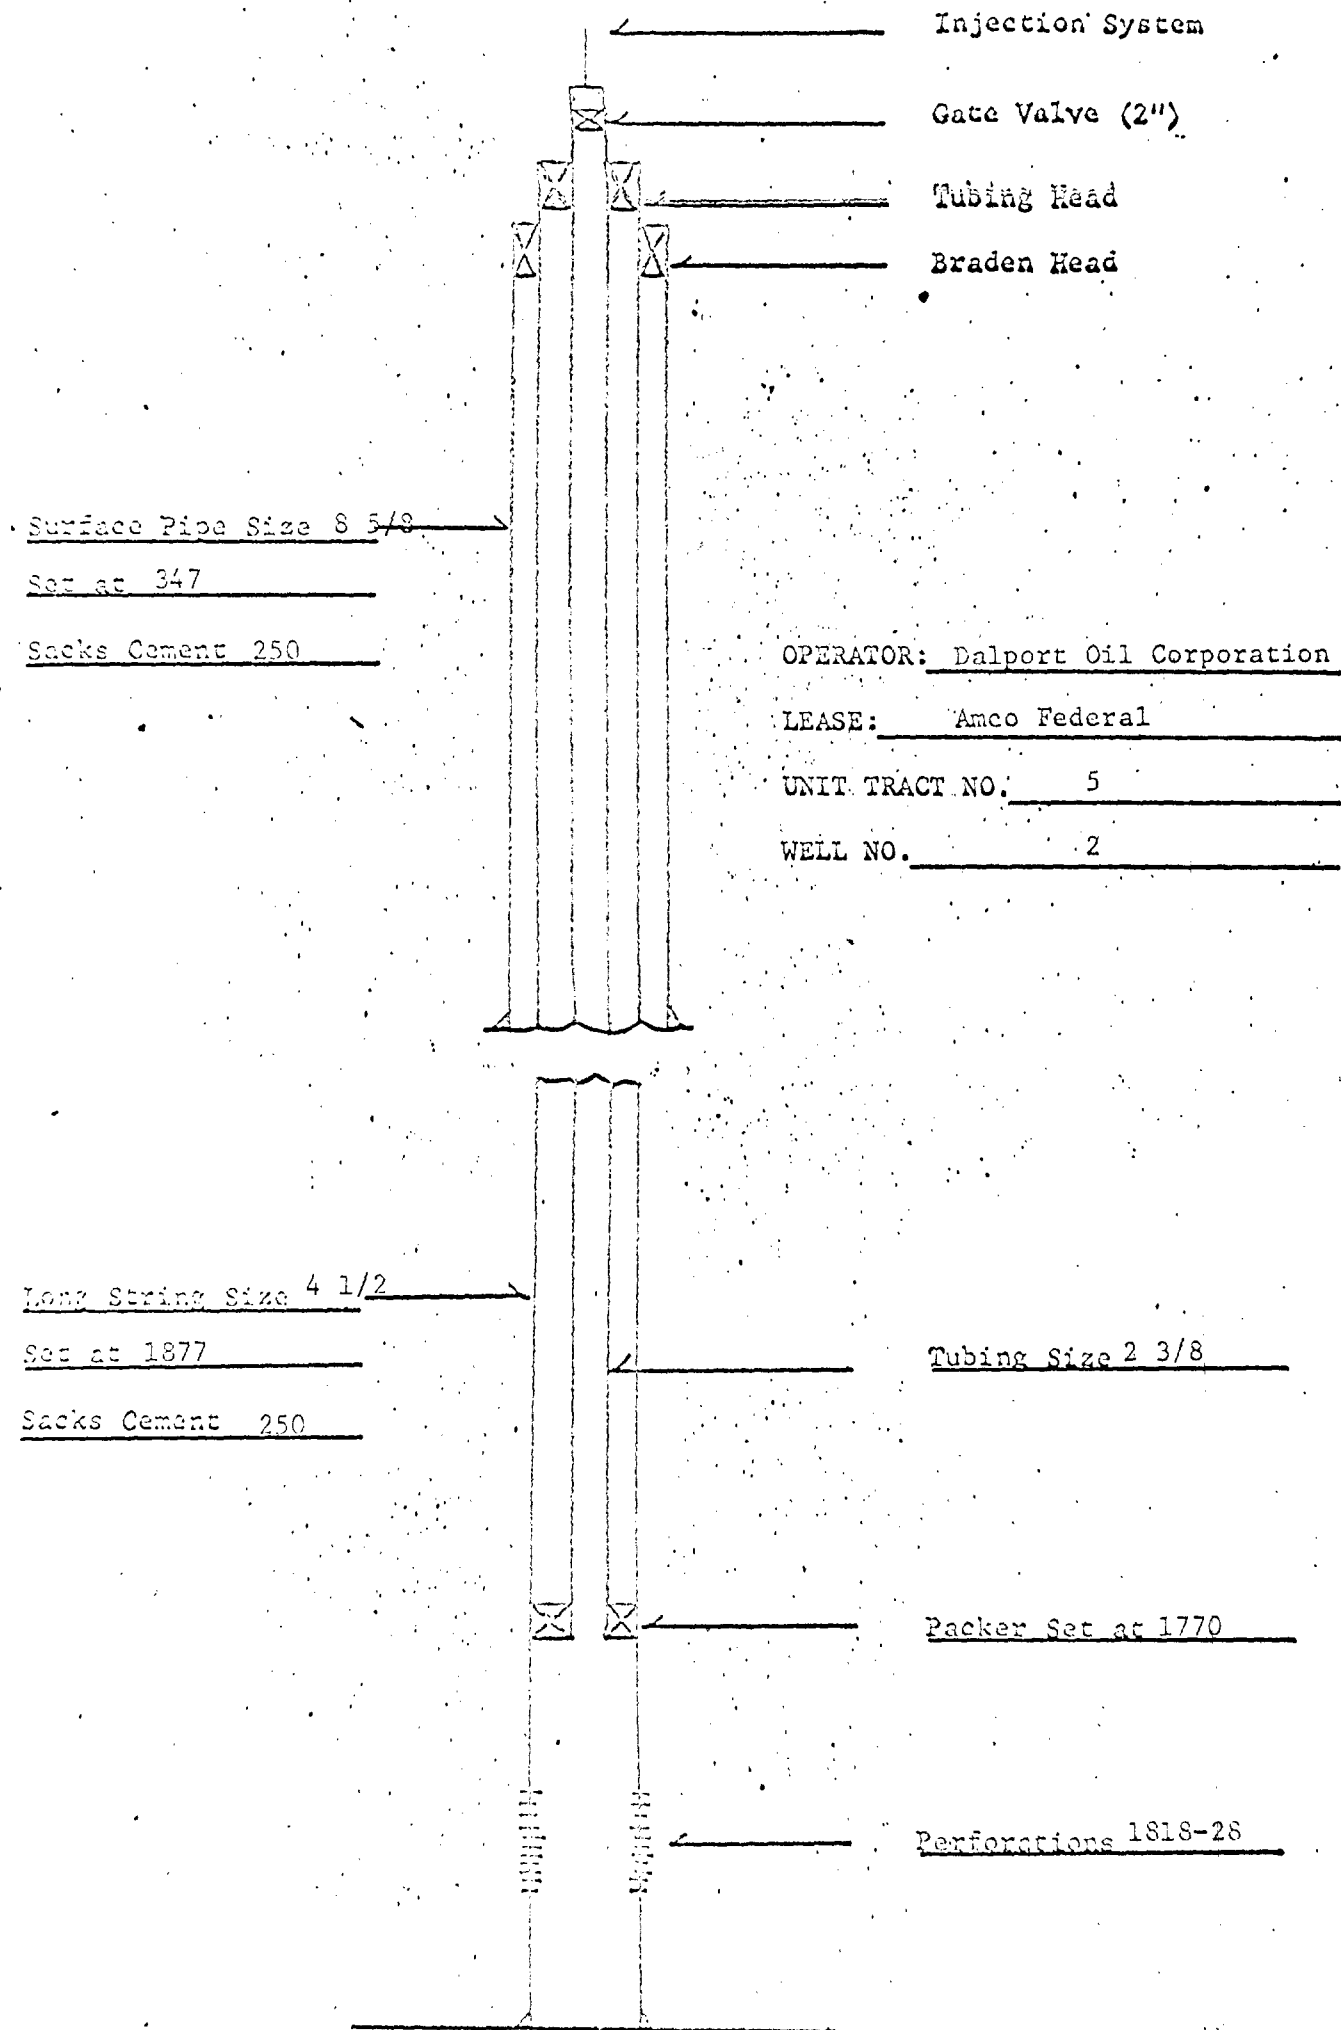 Injection System
Gate Valve (2")
Tubing Head
Braden Head
Surface Pipe Size 8 5/8
Set at 347
Sacks Cement 250
OPERATOR: Dalport Oil Corporation
LEASE: Amco Federal
UNIT TRACT NO. 5
WELL NO. 2
Long String Size 4 1/2
Set at 1877
Sacks Cement 250
Tubing Size 2 3/8
Packer Set at 1770
Perforations 1818-28